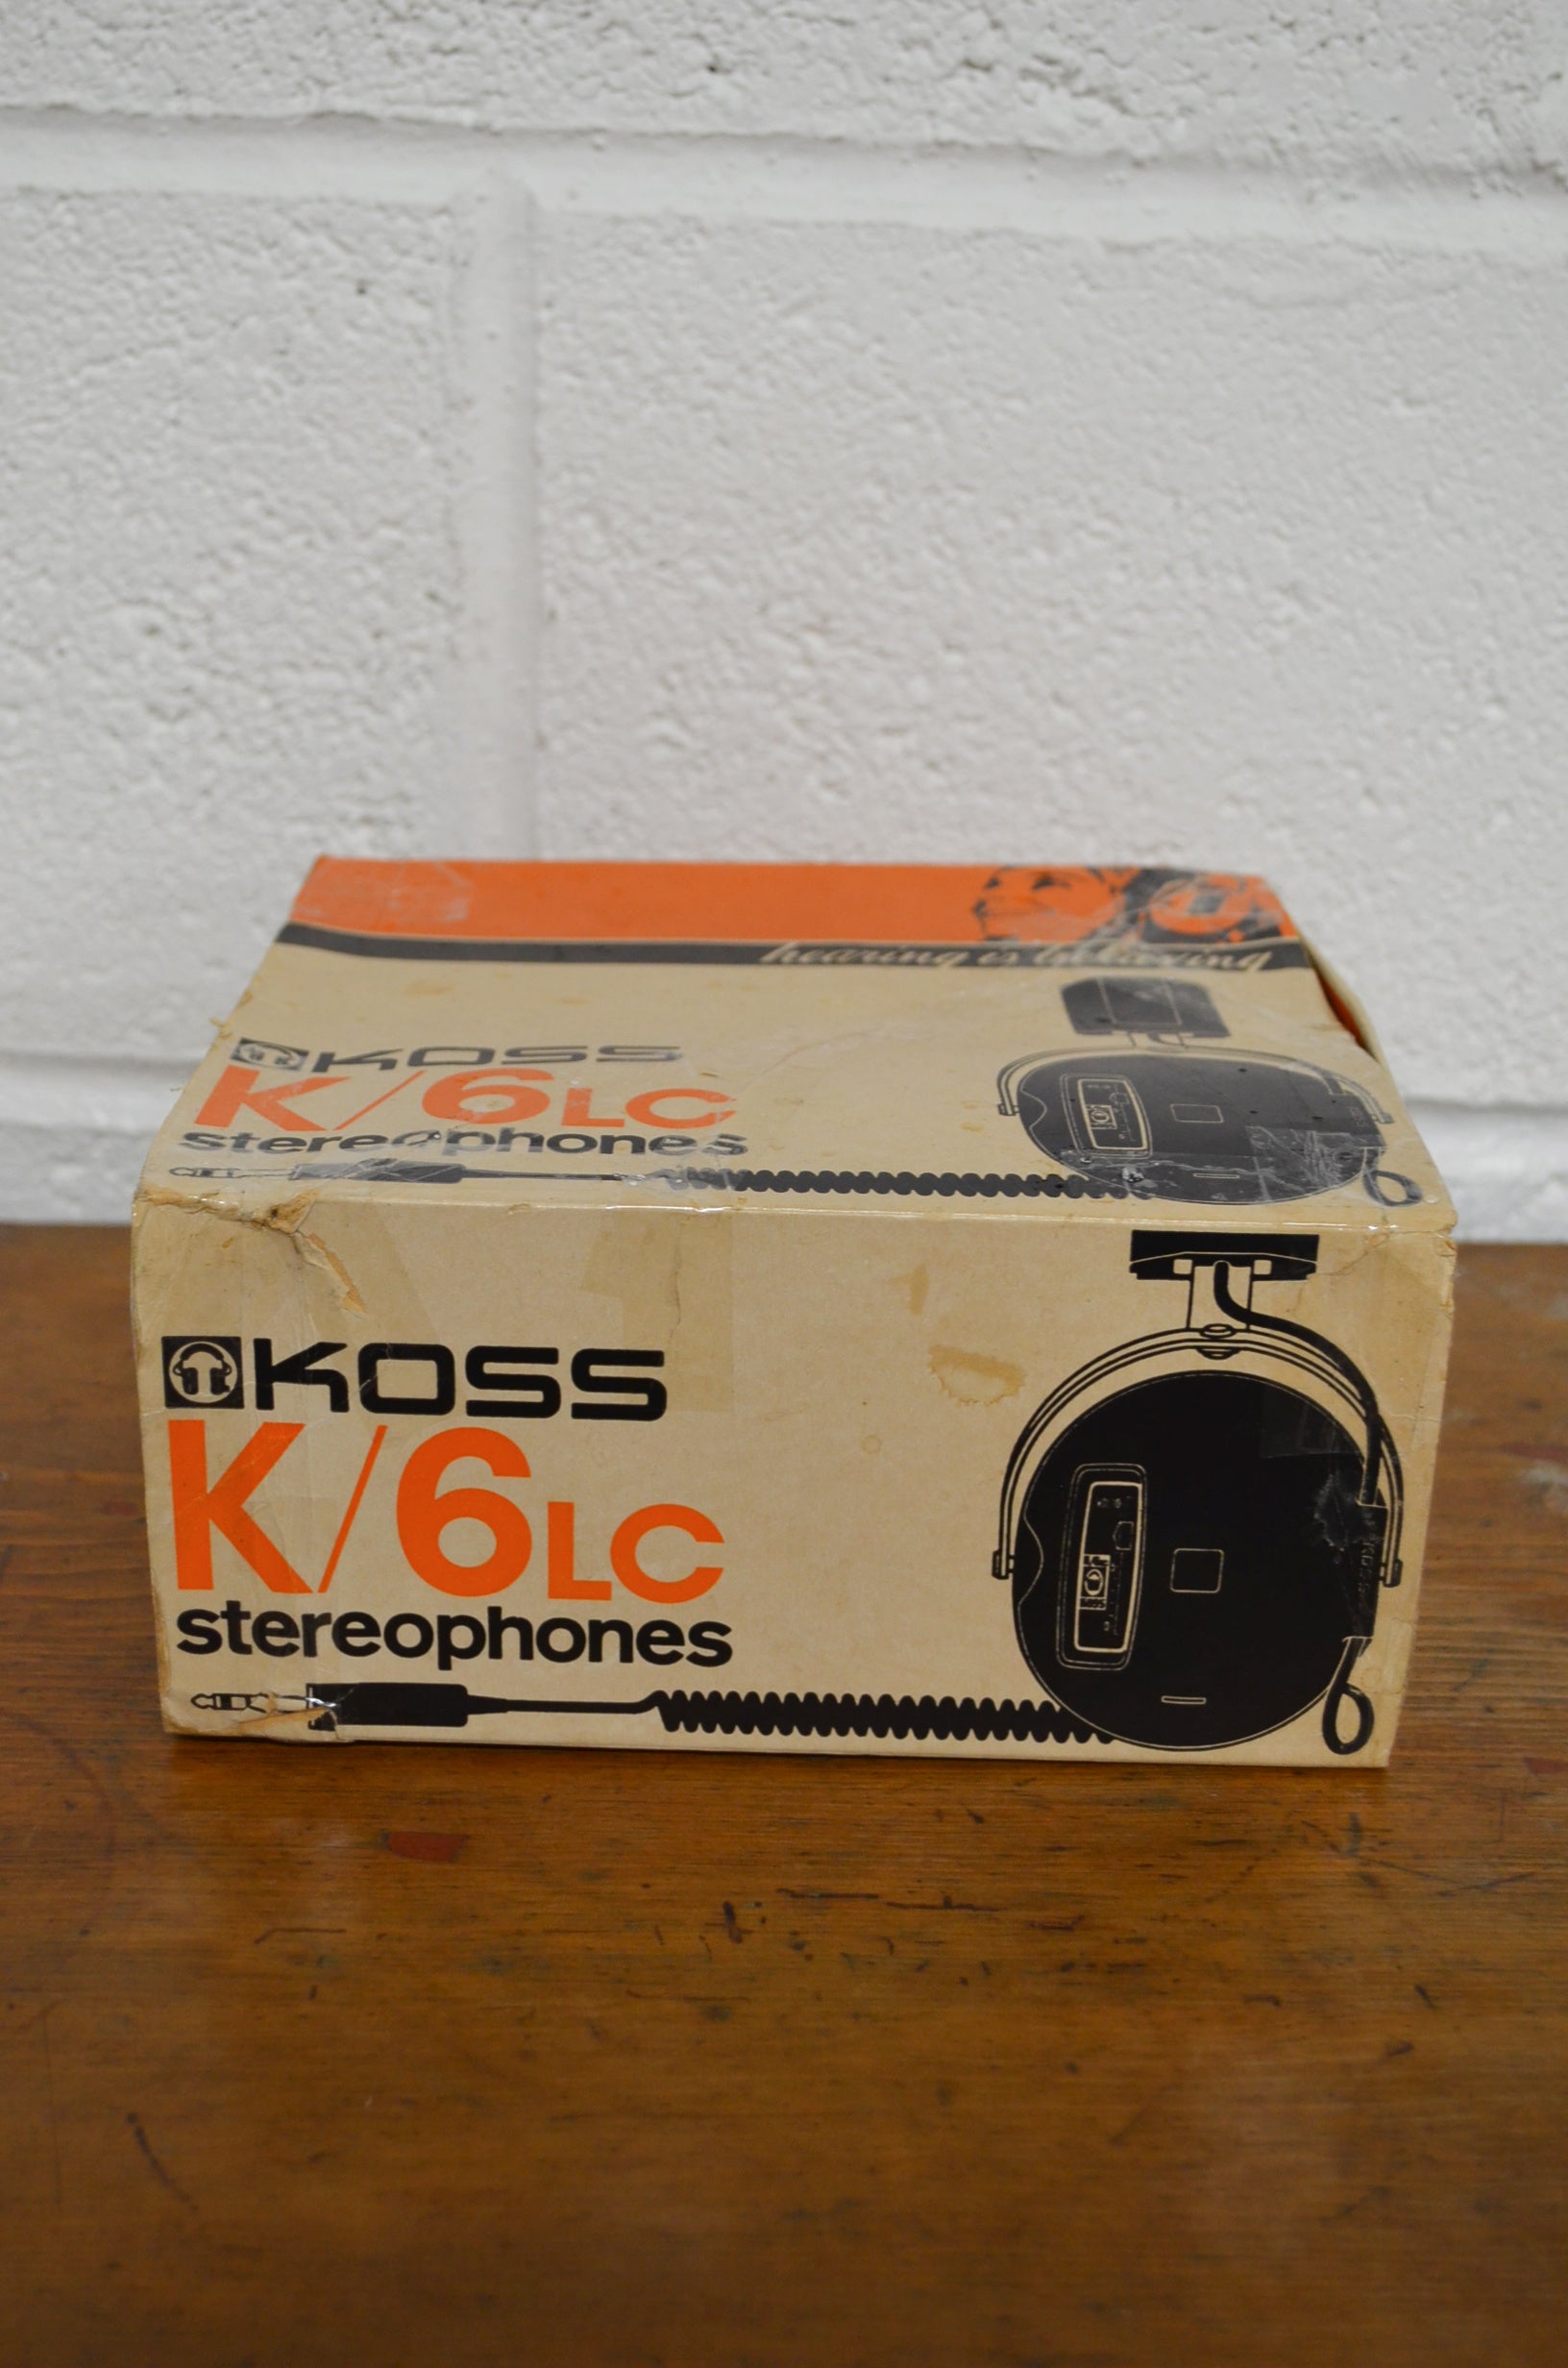 hearing is believing
KOSS
K/6LC
stereophones
KOSS
K/6LC
stereophones